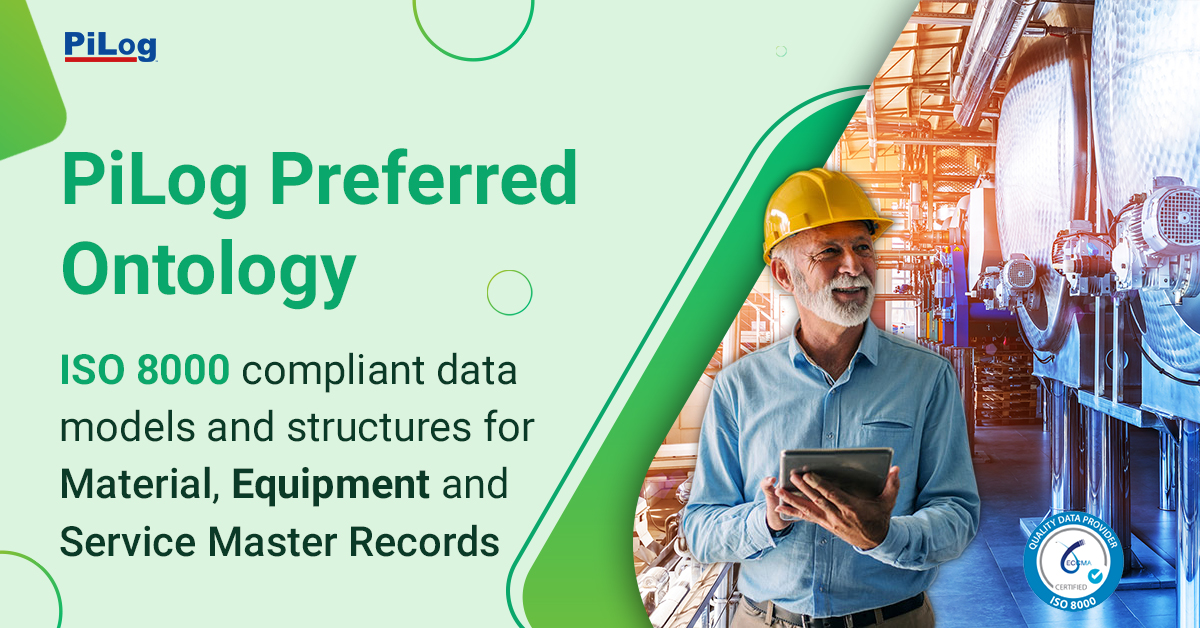 PiLog
PiLog Preferred
Ontology
ISO 8000 compliant data
models and structures for
Material, Equipment and
Service Master Records
QUALITY DATA PROVIDER
ECCMA
CERTIFIED
ISO 8000